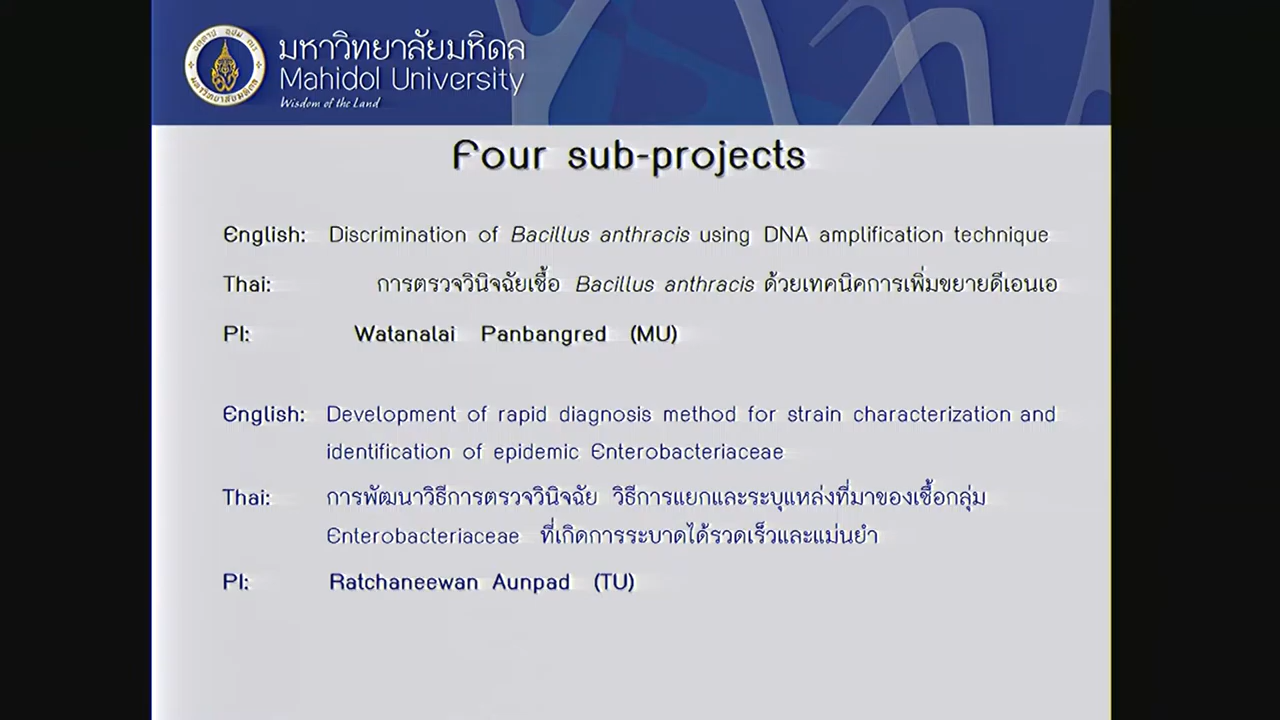 มหาวิทยาลัยมหิดล
Mahidol University
Wisdom of the Land
Four sub-projects
English: Discrimination of Bacillus anthracis using DNA amplification technique
Thai: การตรวจวินิจฉัยเชื้อ Bacillus anthracis ด้วยเทคนิคการเพิ่มขยายดีเอนเอ
PI: Watanalai Panbangred (MU)
English: Development of rapid diagnosis method for strain characterization and
identification of epidemic Enterobacteriaceae
Thai: การพัฒนาวิธีการตรวจวินิจฉัย วิธีการแยกและระบุแหล่งที่มาของเชื้อกลุ่ม
Enterobacteriaceae ที่เกิดการระบาดได้รวดเร็วและแม่นยำ
PI: Ratchaneewan Aunpad (TU)